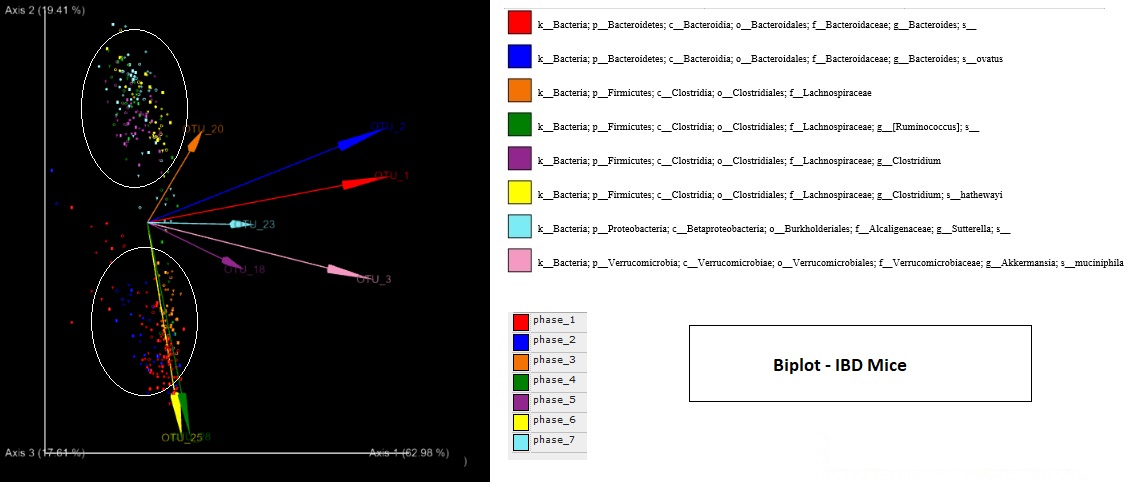 Axis 2 (19.41 %)
OTU_20
OTU_2
OTU_1
OTU_18
OTU_3
OTU_25
Axis 3 (17.61 %)
Axis 1 (62.98 %)
)
k__Bacteria; p__Bacteroidetes; c__Bacteroidia; o__Bacteroidales; f__Bacteroidaceae; g__Bacteroides; s__
k__Bacteria; p__Bacteroidetes; c__Bacteroidia; o__Bacteroidales; f__Bacteroidaceae; g__Bacteroides; s__ovatus
k__Bacteria; p__Firmicutes; c__Clostridia; o__Clostridiales; f__Lachnospiraceae
k__Bacteria; p__Firmicutes; c__Clostridia; o__Clostridiales; f__Lachnospiraceae; g__[Ruminococcus]; s__
k__Bacteria; p__Firmicutes; c__Clostridia; o__Clostridiales; f__Lachnospiraceae; g__Clostridium
k__Bacteria; p__Firmicutes; c__Clostridia; o__Clostridiales; f__Lachnospiraceae; g__Clostridium; s__hathewayi
k__Bacteria; p__Proteobacteria; c__Betaproteobacteria; o__Burkholderiales; f__Alcaligenaceae; g__Sutterella; s__
k__Bacteria; p__Verrucomicrobia; c__Verrucomicrobiae; o__Verrucomicrobiales; f__Verrucomicrobiaceae; g__Akkermansia; s__muciniphila
phase_1
phase_2
phase_3
phase_4
phase_5
phase_6
phase_7
Biplot - IBD Mice